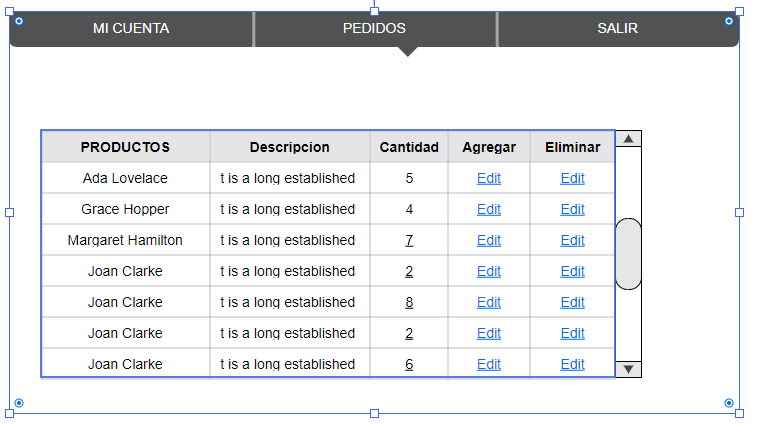 MI CUENTA PEDIDOS SALIR
PRODUCTOS Descripcion Cantidad Agregar Eliminar
Ada Lovelace t is a long established 5 Edit Edit
Grace Hopper t is a long established 4 Edit Edit
Margaret Hamilton t is a long established 7 Edit Edit
Joan Clarke t is a long established 2 Edit Edit
Joan Clarke t is a long established 8 Edit Edit
Joan Clarke t is a long established 2 Edit Edit
Joan Clarke t is a long established 6 Edit Edit